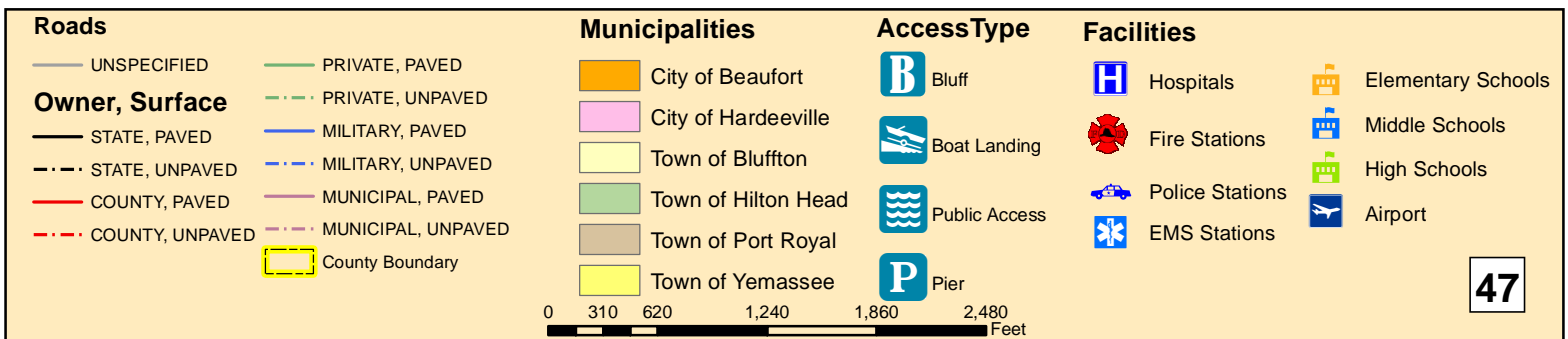 Roads
UNSPECIFIED
Owner, Surface
STATE, PAVED
STATE, UNPAVED
COUNTY, PAVED
COUNTY, UNPAVED
PRIVATE, PAVED
PRIVATE, UNPAVED
MILITARY, PAVED
MILITARY, UNPAVED
MUNICIPAL, PAVED
MUNICIPAL, UNPAVED
County Boundary
Municipalities
City of Beaufort
City of Hardeeville
Town of Bluffton
Town of Hilton Head
Town of Port Royal
Town of Yemassee
AccessType
B Bluff
Boat Landing
Public Access
P Pier
Facilities
H Hospitals
Fire Stations
Police Stations
EMS Stations
Elementary Schools
Middle Schools
High Schools
Airport
0 310 620 1,240 1,860 2,480
Feet
47